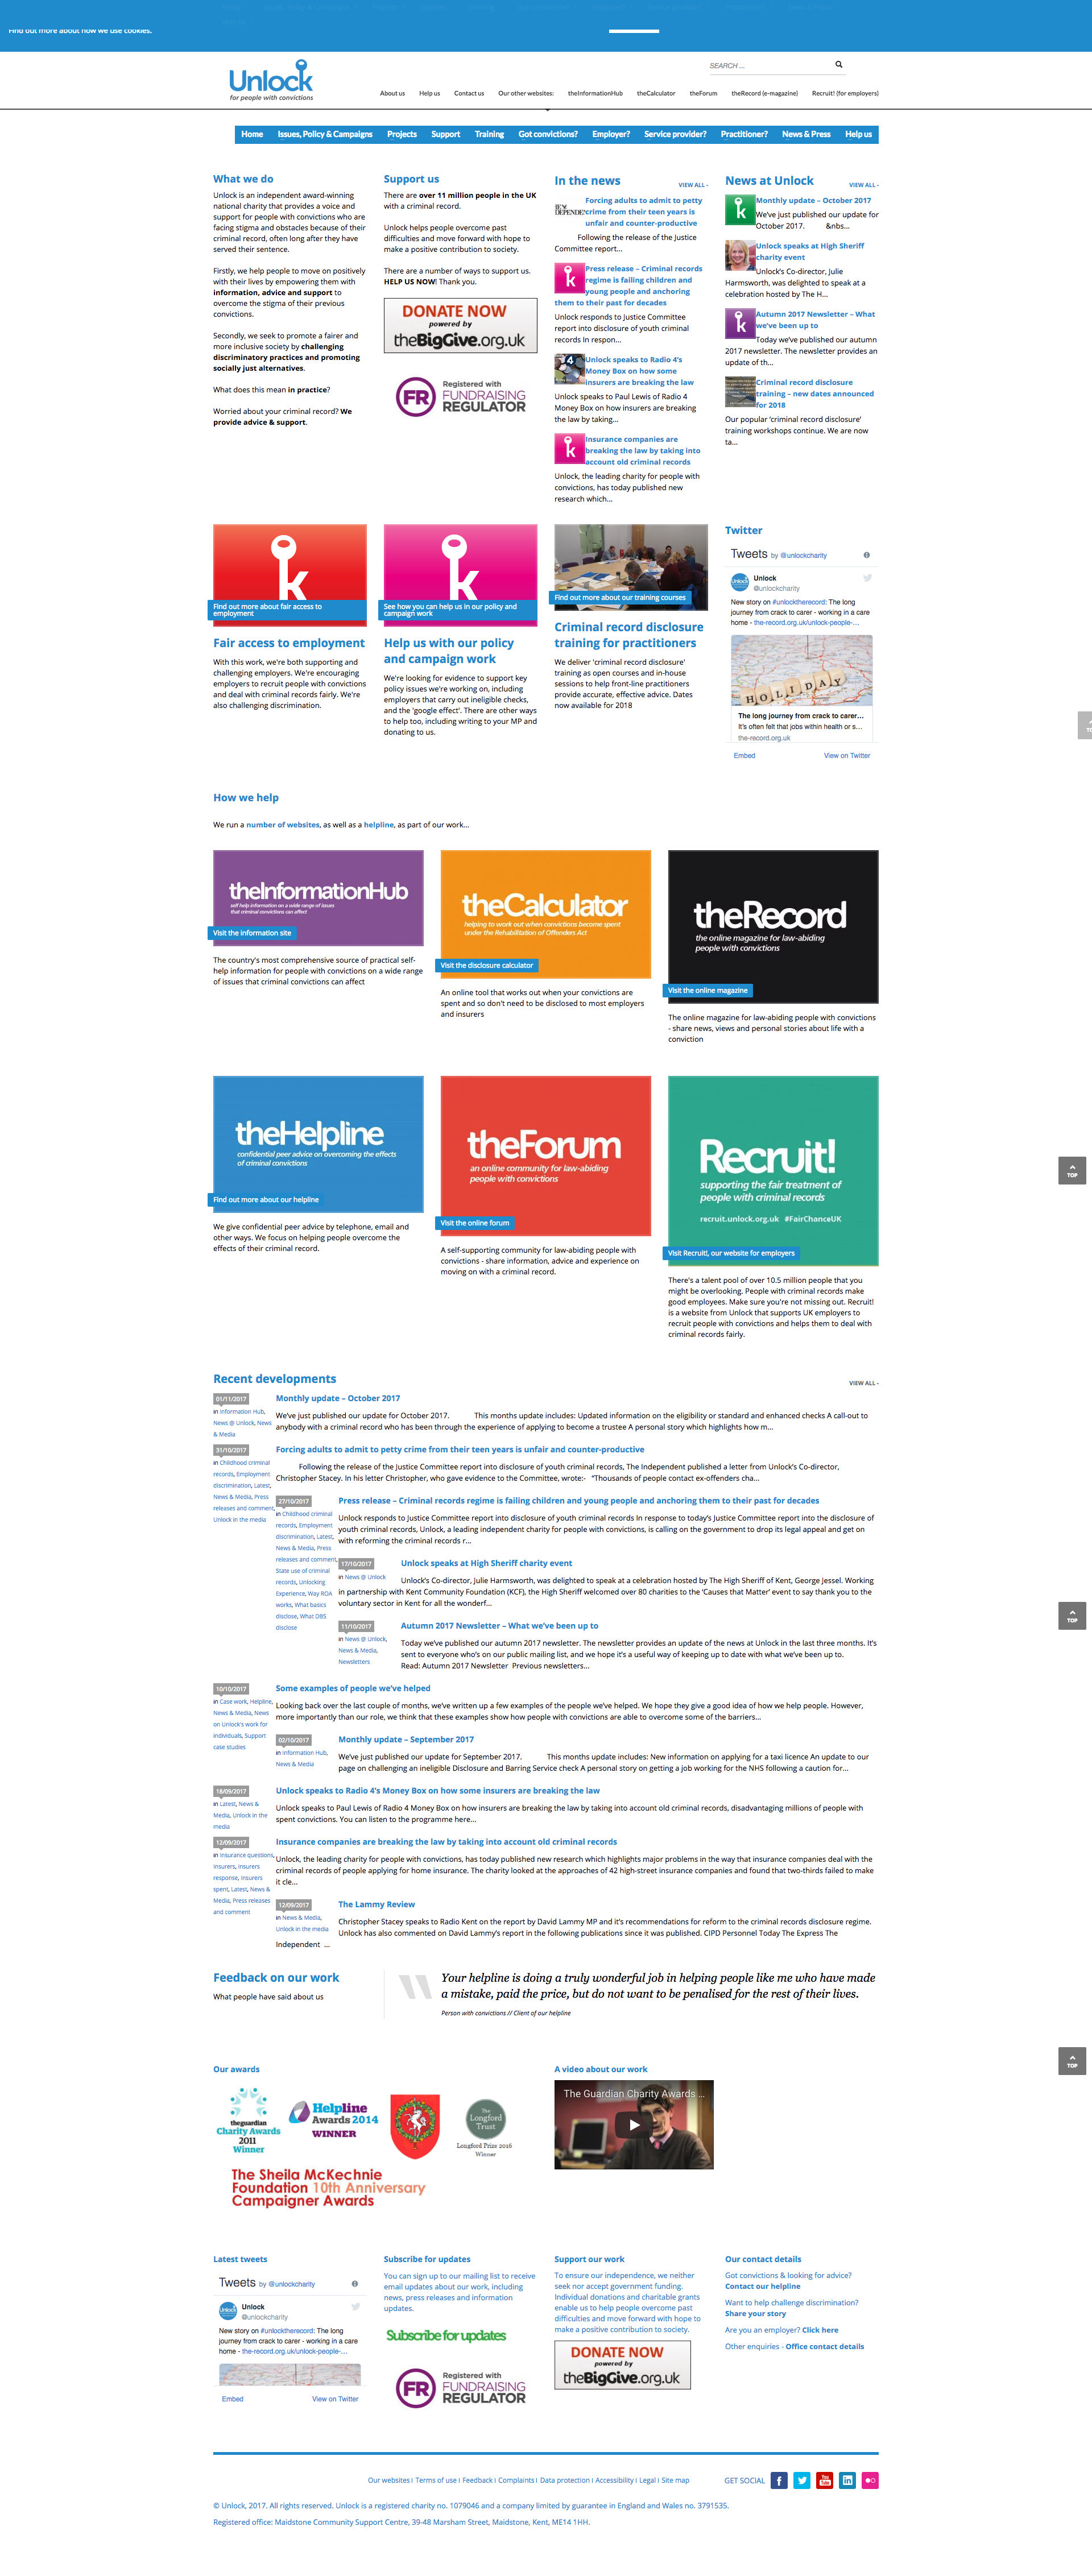 Find out more about how we use cookies.
Unlock
for people with convictions
SEARCH ...
About us Help us Contact us Our other websites: theInformationHub theCalculator theForum theRecord (e-magazine) Recruit! (for employers)
Home Issues, Policy & Campaigns Projects Support Training Got convictions? Employer? Service provider? Practitioner? News & Press Help us
What we do
Unlock is an independent award-winning
national charity that provides a voice and
support for people with convictions who are
facing stigma and obstacles because of their
criminal record, often long after they have
served their sentence.
Firstly, we help people to move on positively
with their lives by empowering them with
information, advice and support to
overcome the stigma of their previous
convictions.
Secondly, we seek to promote a fairer and
more inclusive society by challenging
discriminatory practices and promoting
socially just alternatives.
What does this mean in practice?
Worried about your criminal record? We
provide advice & support.
Support us
There are over 11 million people in the UK
with a criminal record.
Unlock helps people overcome past
difficulties and move forward with hope to
make a positive contribution to society.
There are a number of ways to support us.
HELP US NOW! Thank you.
DONATE NOW
powered by
theBigGive.org.uk
FR Registered with
FUNDRAISING
REGULATOR
In the news VIEW ALL -
Forcing adults to admit to petty
crime from their teen years is
unfair and counter-productive
Following the release of the Justice
Committee report...
k
Press release – Criminal records
regime is failing children and
young people and anchoring
them to their past for decades
Unlock responds to Justice Committee
report into disclosure of youth criminal
records In respon...
4
Unlock speaks to Radio 4's
Money Box on how some
insurers are breaking the law
Unlock speaks to Paul Lewis of Radio 4
Money Box on how insurers are breaking
the law by taking...
k
Insurance companies are
breaking the law by taking into
account old criminal records
Unlock, the leading charity for people with
convictions, has today published new
research which...
News at Unlock VIEW ALL -
k
Monthly update – October 2017
We've just published our update for
October 2017. &nbs...
Unlock speaks at High Sheriff
charity event
Unlock's Co-director, Julie
Harmsworth, was delighted to speak at a
celebration hosted by The H...
k
Autumn 2017 Newsletter – What
we've been up to
Today we've published our autumn
2017 newsletter. The newsletter provides an
update of th...
Criminal record disclosure
training – new dates announced
for 2018
Our popular 'criminal record disclosure'
training workshops continue. We are now
ta...
k
Find out more about fair access to
employment
Fair access to employment
With this work, we're both supporting and
challenging employers. We're encouraging
employers to recruit people with convictions
and deal with criminal records fairly. We're
also challenging discrimination.
k
See how you can help us in our policy and
campaign work
Help us with our policy
and campaign work
We're looking for evidence to support key
policy issues we're working on, including
employers that carry out ineligible checks,
and the 'google effect'. There are other ways
to help too, including writing to your MP and
donating to us.
Find out more about our training courses
Criminal record disclosure
training for practitioners
We deliver 'criminal record disclosure'
training as open courses and in-house
sessions to help front-line practitioners
provide accurate, effective advice. Dates
now available for 2018
Twitter
Tweets by @unlockcharity
Unlock
@unlockcharity
New story on #unlocktherecord: The long
journey from crack to carer - working in a care
home - the-record.org.uk/unlock-people-...
HOLIDAY
The long journey from crack to carer...
It's often felt that jobs within health or s...
the-record.org.uk
Embed View on Twitter
How we help
We run a number of websites, as well as a helpline, as part of our work...
theInformationHub
self help information on a wide range of issues
that criminal convictions can affect
Visit the information site
The country's most comprehensive source of practical self-
help information for people with convictions on a wide range
of issues that criminal convictions can affect
theCalculator
helping to work out when convictions become spent
under the Rehabilitation of Offenders Act
Visit the disclosure calculator
An online tool that works out when your convictions are
spent and so don't need to be disclosed to most employers
and insurers
theRecord
the online magazine for law-abiding
people with convictions
Visit the online magazine
The online magazine for law-abiding people with convictions
- share news, views and personal stories about life with a
conviction
theHelpline
confidential peer advice on overcoming the effects
of criminal convictions
Find out more about our helpline
We give confidential peer advice by telephone, email and
other ways. We focus on helping people overcome the
effects of their criminal record.
theForum
an online community for law-abiding
people with convictions
Visit the online forum
A self-supporting community for law-abiding people with
convictions - share information, advice and experience on
moving on with a criminal record.
Recruit!
supporting the fair treatment of
people with criminal records
recruit.unlock.org.uk #FairChanceUK
Visit Recruit!, our website for employers
There's a talent pool of over 10.5 million people that you
might be overlooking. People with criminal records make
good employees. Make sure you're not missing out. Recruit!
is a website from Unlock that supports UK employers to
recruit people with convictions and helps them to deal with
criminal records fairly.
TOP
Recent developments VIEW ALL -
01/11/2017
in Information Hub,
News @ Unlock, News
& Media
Monthly update – October 2017
We've just published our update for October 2017. This months update includes: Updated information on the eligibility or standard and enhanced checks A call-out to
anybody with a criminal record who has been through the experience of applying to become a trustee A personal story which highlights how m...
31/10/2017
in Childhood criminal
records, Employment
discrimination, Latest,
News & Media, Press
releases and comment,
Unlock in the media
Forcing adults to admit to petty crime from their teen years is unfair and counter-productive
Following the release of the Justice Committee report into disclosure of youth criminal records, The Independent published a letter from Unlock's Co-director,
Christopher Stacey. In his letter Christopher, who gave evidence to the Committee, wrote:- "Thousands of people contact ex-offenders cha...
27/10/2017
in Childhood criminal
records, Employment
discrimination, Latest,
News & Media, Press
releases and comment,
State use of criminal
records, Unlocking
Experience, Way ROA
works, What basics
disclose, What DBS
disclose
Press release – Criminal records regime is failing children and young people and anchoring them to their past for decades
Unlock responds to Justice Committee report into disclosure of youth criminal records In response to today's Justice Committee report into the disclosure of
youth criminal records, Unlock, a leading independent charity for people with convictions, is calling on the government to drop its legal appeal and get on
with reforming the criminal records r...
17/10/2017
in News @ Unlock
Unlock speaks at High Sheriff charity event
Unlock's Co-director, Julie Harmsworth, was delighted to speak at a celebration hosted by The High Sheriff of Kent, George Jessel. Working
in partnership with Kent Community Foundation (KCF), the High Sheriff welcomed over 80 charities to the 'Causes that Matter' event to say thank you to the
voluntary sector in Kent for all the wonderf...
11/10/2017
in News @ Unlock,
News & Media,
Newsletters
Autumn 2017 Newsletter – What we've been up to
Today we've published our autumn 2017 newsletter. The newsletter provides an update of the news at Unlock in the last three months. It's
sent to everyone who's on our public mailing list, and we hope it's a useful way of keeping up to date with what we've been up to.
Read: Autumn 2017 Newsletter Previous newsletters...
10/10/2017
in Case work, Helpline,
News & Media, News
on Unlock's work for
individuals, Support
case studies
Some examples of people we've helped
Looking back over the last couple of months, we've written up a few examples of the people we've helped. We hope they give a good idea of how we help people. However,
more importantly than our role, we think that these examples show how people with convictions are able to overcome some of the barriers...
02/10/2017
in Information Hub,
News & Media
Monthly update – September 2017
We've just published our update for September 2017. This months update includes: New information on applying for a taxi licence An update to our
page on challenging an ineligible Disclosure and Barring Service check A personal story on getting a job working for the NHS following a caution for...
18/09/2017
in Latest, News &
Media, Unlock in the
media
Unlock speaks to Radio 4's Money Box on how some insurers are breaking the law
Unlock speaks to Paul Lewis of Radio 4 Money Box on how insurers are breaking the law by taking into account old criminal records, disadvantaging millions of people with
spent convictions. You can listen to the programme here...
12/09/2017
in Insurance questions,
Insurers, Insurers
response, Insurers
spent, Latest, News &
Media, Press releases
and comment
Insurance companies are breaking the law by taking into account old criminal records
Unlock, the leading charity for people with convictions, has today published new research which highlights major problems in the way that insurance companies deal with the
criminal records of people applying for home insurance. The charity looked at the approaches of 42 high-street insurance companies and found that two-thirds failed to make
it cle...
12/09/2017
in News & Media,
Unlock in the media
The Lammy Review
Christopher Stacey speaks to Radio Kent on the report by David Lammy MP and it's recommendations for reform to the criminal records disclosure regime.
Unlock has also commented on David Lammy's report in the following publications since it was published. CIPD Personnel Today The Express The
Independent ...
TOP
Feedback on our work
What people have said about us
Your helpline is doing a truly wonderful job in helping people like me who have made
a mistake, paid the price, but do not want to be penalised for the rest of their lives.
Person with convictions // Client of our helpline
TOP
Our awards
theguardian
Charity Awards
2011
Winner
Helpline
Awards 2014
WINNER
The
Longford
Trust
Longford Prize 2016
Winner
The Sheila McKechnie
Foundation 10th Anniversary
Campaigner Awards
A video about our work
The Guardian Charity Awards ...
Latest tweets
Tweets by @unlockcharity
Unlock
@unlockcharity
New story on #unlocktherecord: The long
journey from crack to carer - working in a care
home - the-record.org.uk/unlock-people-...
Embed View on Twitter
Subscribe for updates
You can sign up to our mailing list to receive
email updates about our work, including
news, press releases and information
updates.
Subscribe for updates
FR Registered with
FUNDRAISING
REGULATOR
Support our work
To ensure our independence, we neither
seek nor accept government funding.
Individual donations and charitable grants
enable us to help people overcome past
difficulties and move forward with hope to
make a positive contribution to society.
DONATE NOW
powered by
theBigGive.org.uk
Our contact details
Got convictions & looking for advice?
Contact our helpline
Want to help challenge discrimination?
Share your story
Are you an employer? Click here
Other enquiries - Office contact details
Our websites | Terms of use | Feedback | Complaints | Data protection | Accessibility | Legal | Site map
GET SOCIAL
© Unlock, 2017. All rights reserved. Unlock is a registered charity no. 1079046 and a company limited by guarantee in England and Wales no. 3791535.
Registered office: Maidstone Community Support Centre, 39-48 Marsham Street, Maidstone, Kent, ME14 1HH.